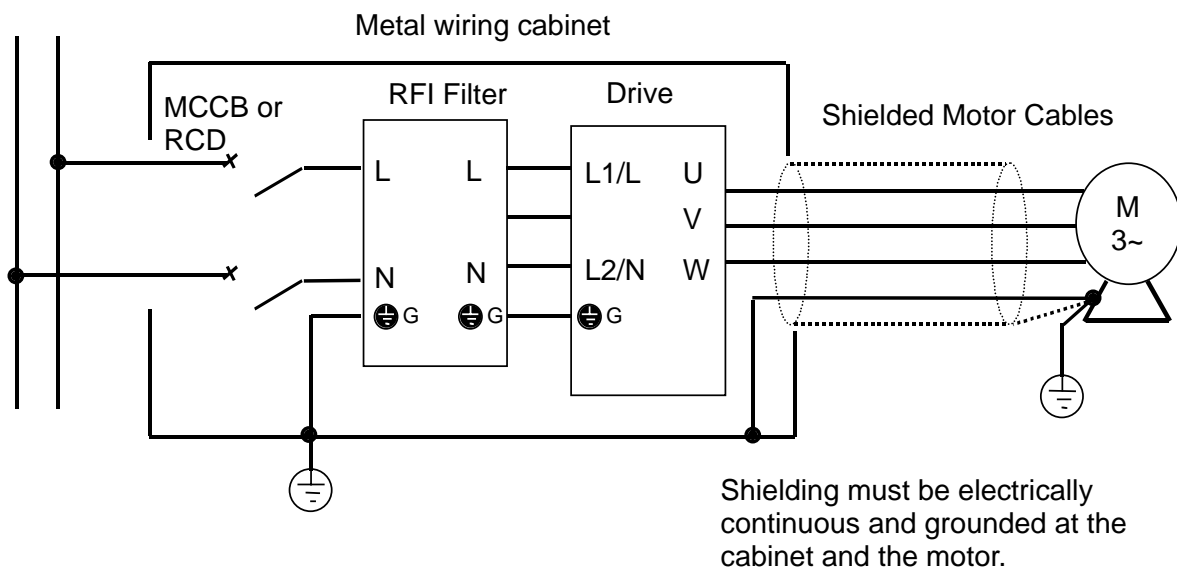 Metal wiring cabinet
MCCB or
RCD
RFI Filter
Drive
Shielded Motor Cables
L
L
L1/L
U
V
N
N
L2/N
W
G
G
G
M
3~
Shielding must be electrically
continuous and grounded at the
cabinet and the motor.